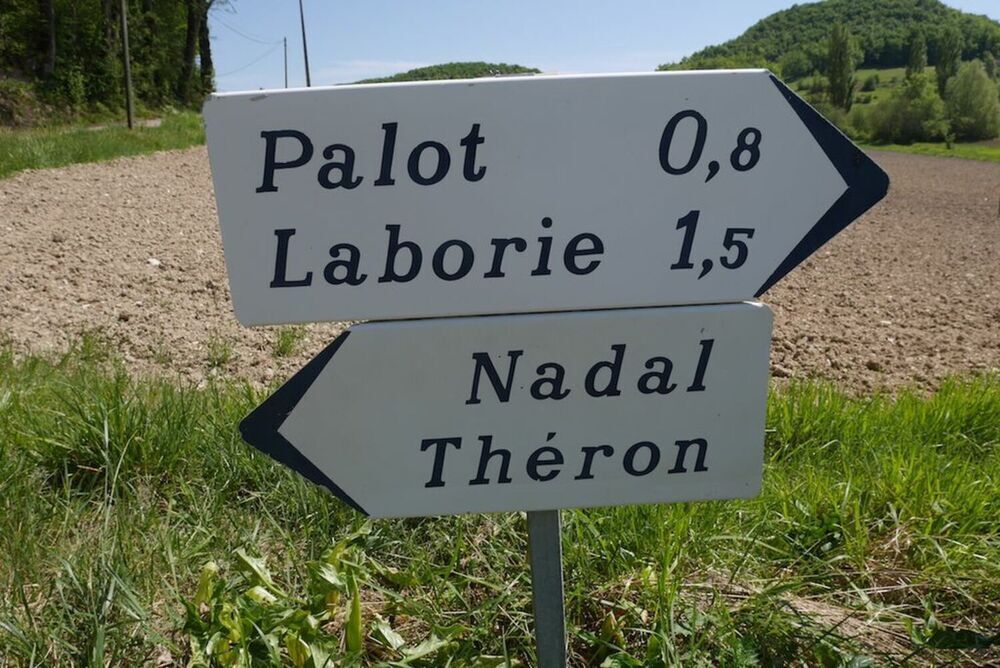 Palot 0,8
Laborie 1,5
Nadal
Théron